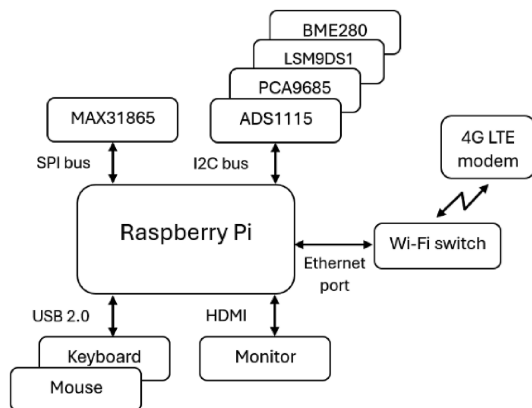 BME280
LSM9DS1
PCA9685
MAX31865
ADS1115
4G LTE
modem
SPI bus
I2C bus
Raspberry Pi
Wi-Fi switch
Ethernet
port
USB 2.0
HDMI
Keyboard
Monitor
Mouse